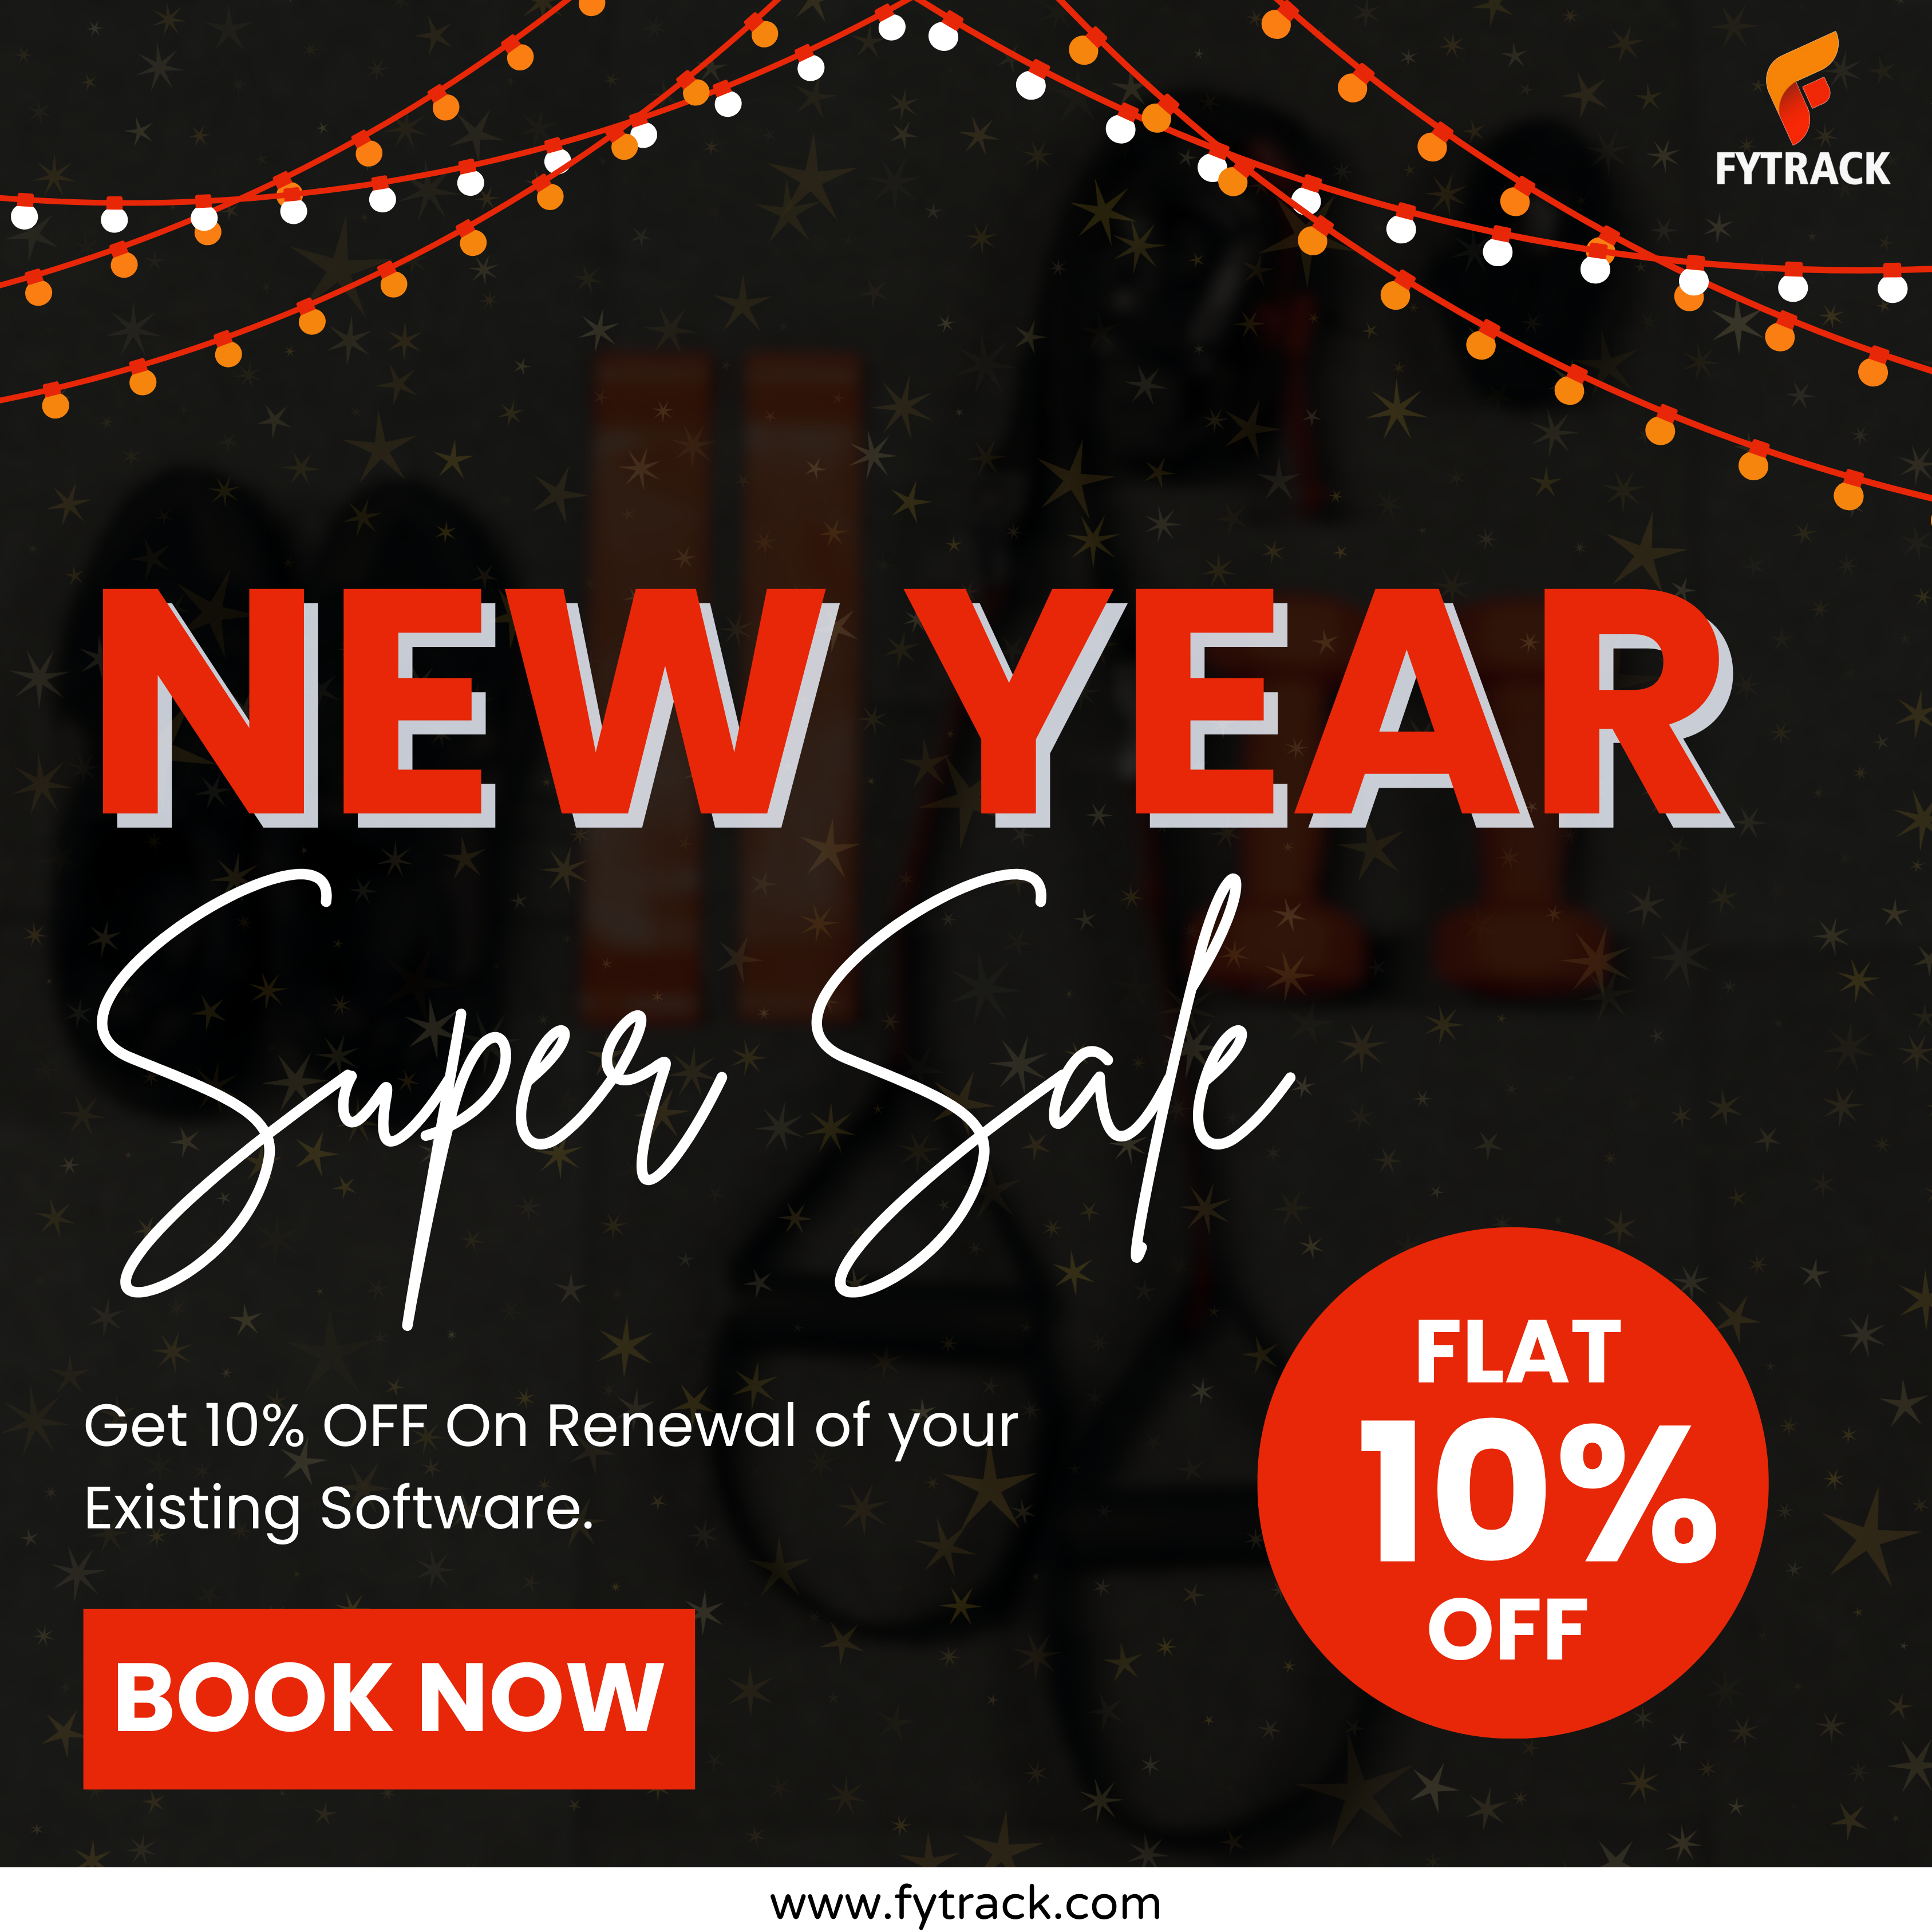 FYTRACK
NEW YEAR
Super Sale
Get 10% OFF On Renewal of your
Existing Software.
BOOK NOW
FLAT
10%
OFF
www.fytrack.com